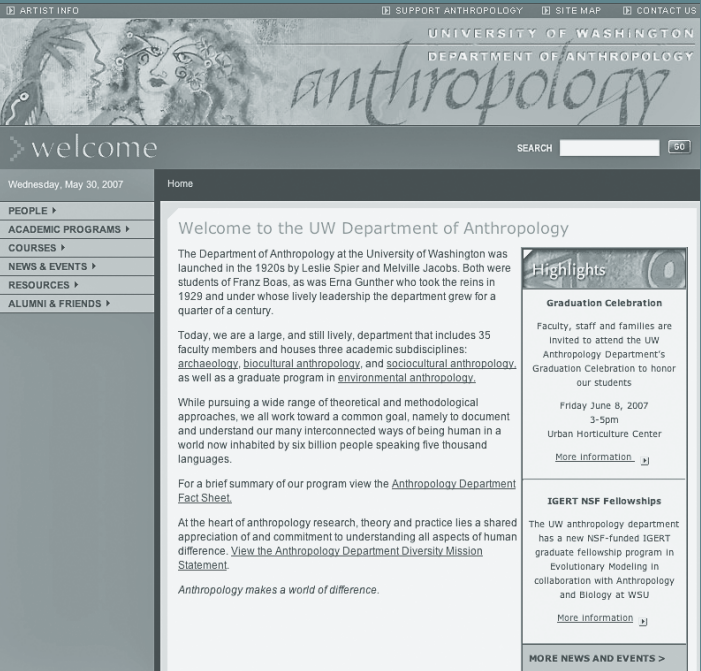 ARTIST INFO
SUPPORT ANTHROPOLOGY
SITE MAP
CONTACT US
UNIVERSITY OF WASHINGTON
DEPARTMENT OF ANTHROPOLOGY
anthropology
welcome
SEARCH
GO
Wednesday, May 30, 2007
Home
PEOPLE
ACADEMIC PROGRAMS
COURSES
NEWS & EVENTS
RESOURCES
ALUMNI & FRIENDS
Welcome to the UW Department of Anthropology
The Department of Anthropology at the University of Washington was
launched in the 1920s by Leslie Spier and Melville Jacobs. Both were
students of Franz Boas, as was Erna Gunther who took the reins in
1929 and under whose lively leadership the department grew for a
quarter of a century.
Today, we are a large, and still lively, department that includes 35
faculty members and houses three academic subdisciplines:
archaeology, biocultural anthropology, and sociocultural anthropology,
as well as a graduate program in environmental anthropology.
While pursuing a wide range of theoretical and methodological
approaches, we all work toward a common goal, namely to document
and understand our many interconnected ways of being human in a
world now inhabited by six billion people speaking five thousand
languages.
For a brief summary of our program view the Anthropology Department
Fact Sheet.
At the heart of anthropology research, theory and practice lies a shared
appreciation of and commitment to understanding all aspects of human
difference. View the Anthropology Department Diversity Mission
Statement.
Anthropology makes a world of difference.
Highlights
Graduation Celebration
Faculty, staff and families are
invited to attend the UW
Anthropology Department's
Graduation Celebration to honor
our students
Friday June 8, 2007
3-5pm
Urban Horticulture Center
More information
IGERT NSF Fellowships
The UW anthropology department
has a new NSF-funded IGERT
graduate fellowship program in
Evolutionary Modeling in
collaboration with Anthropology
and Biology at WSU
More information
MORE NEWS AND EVENTS >